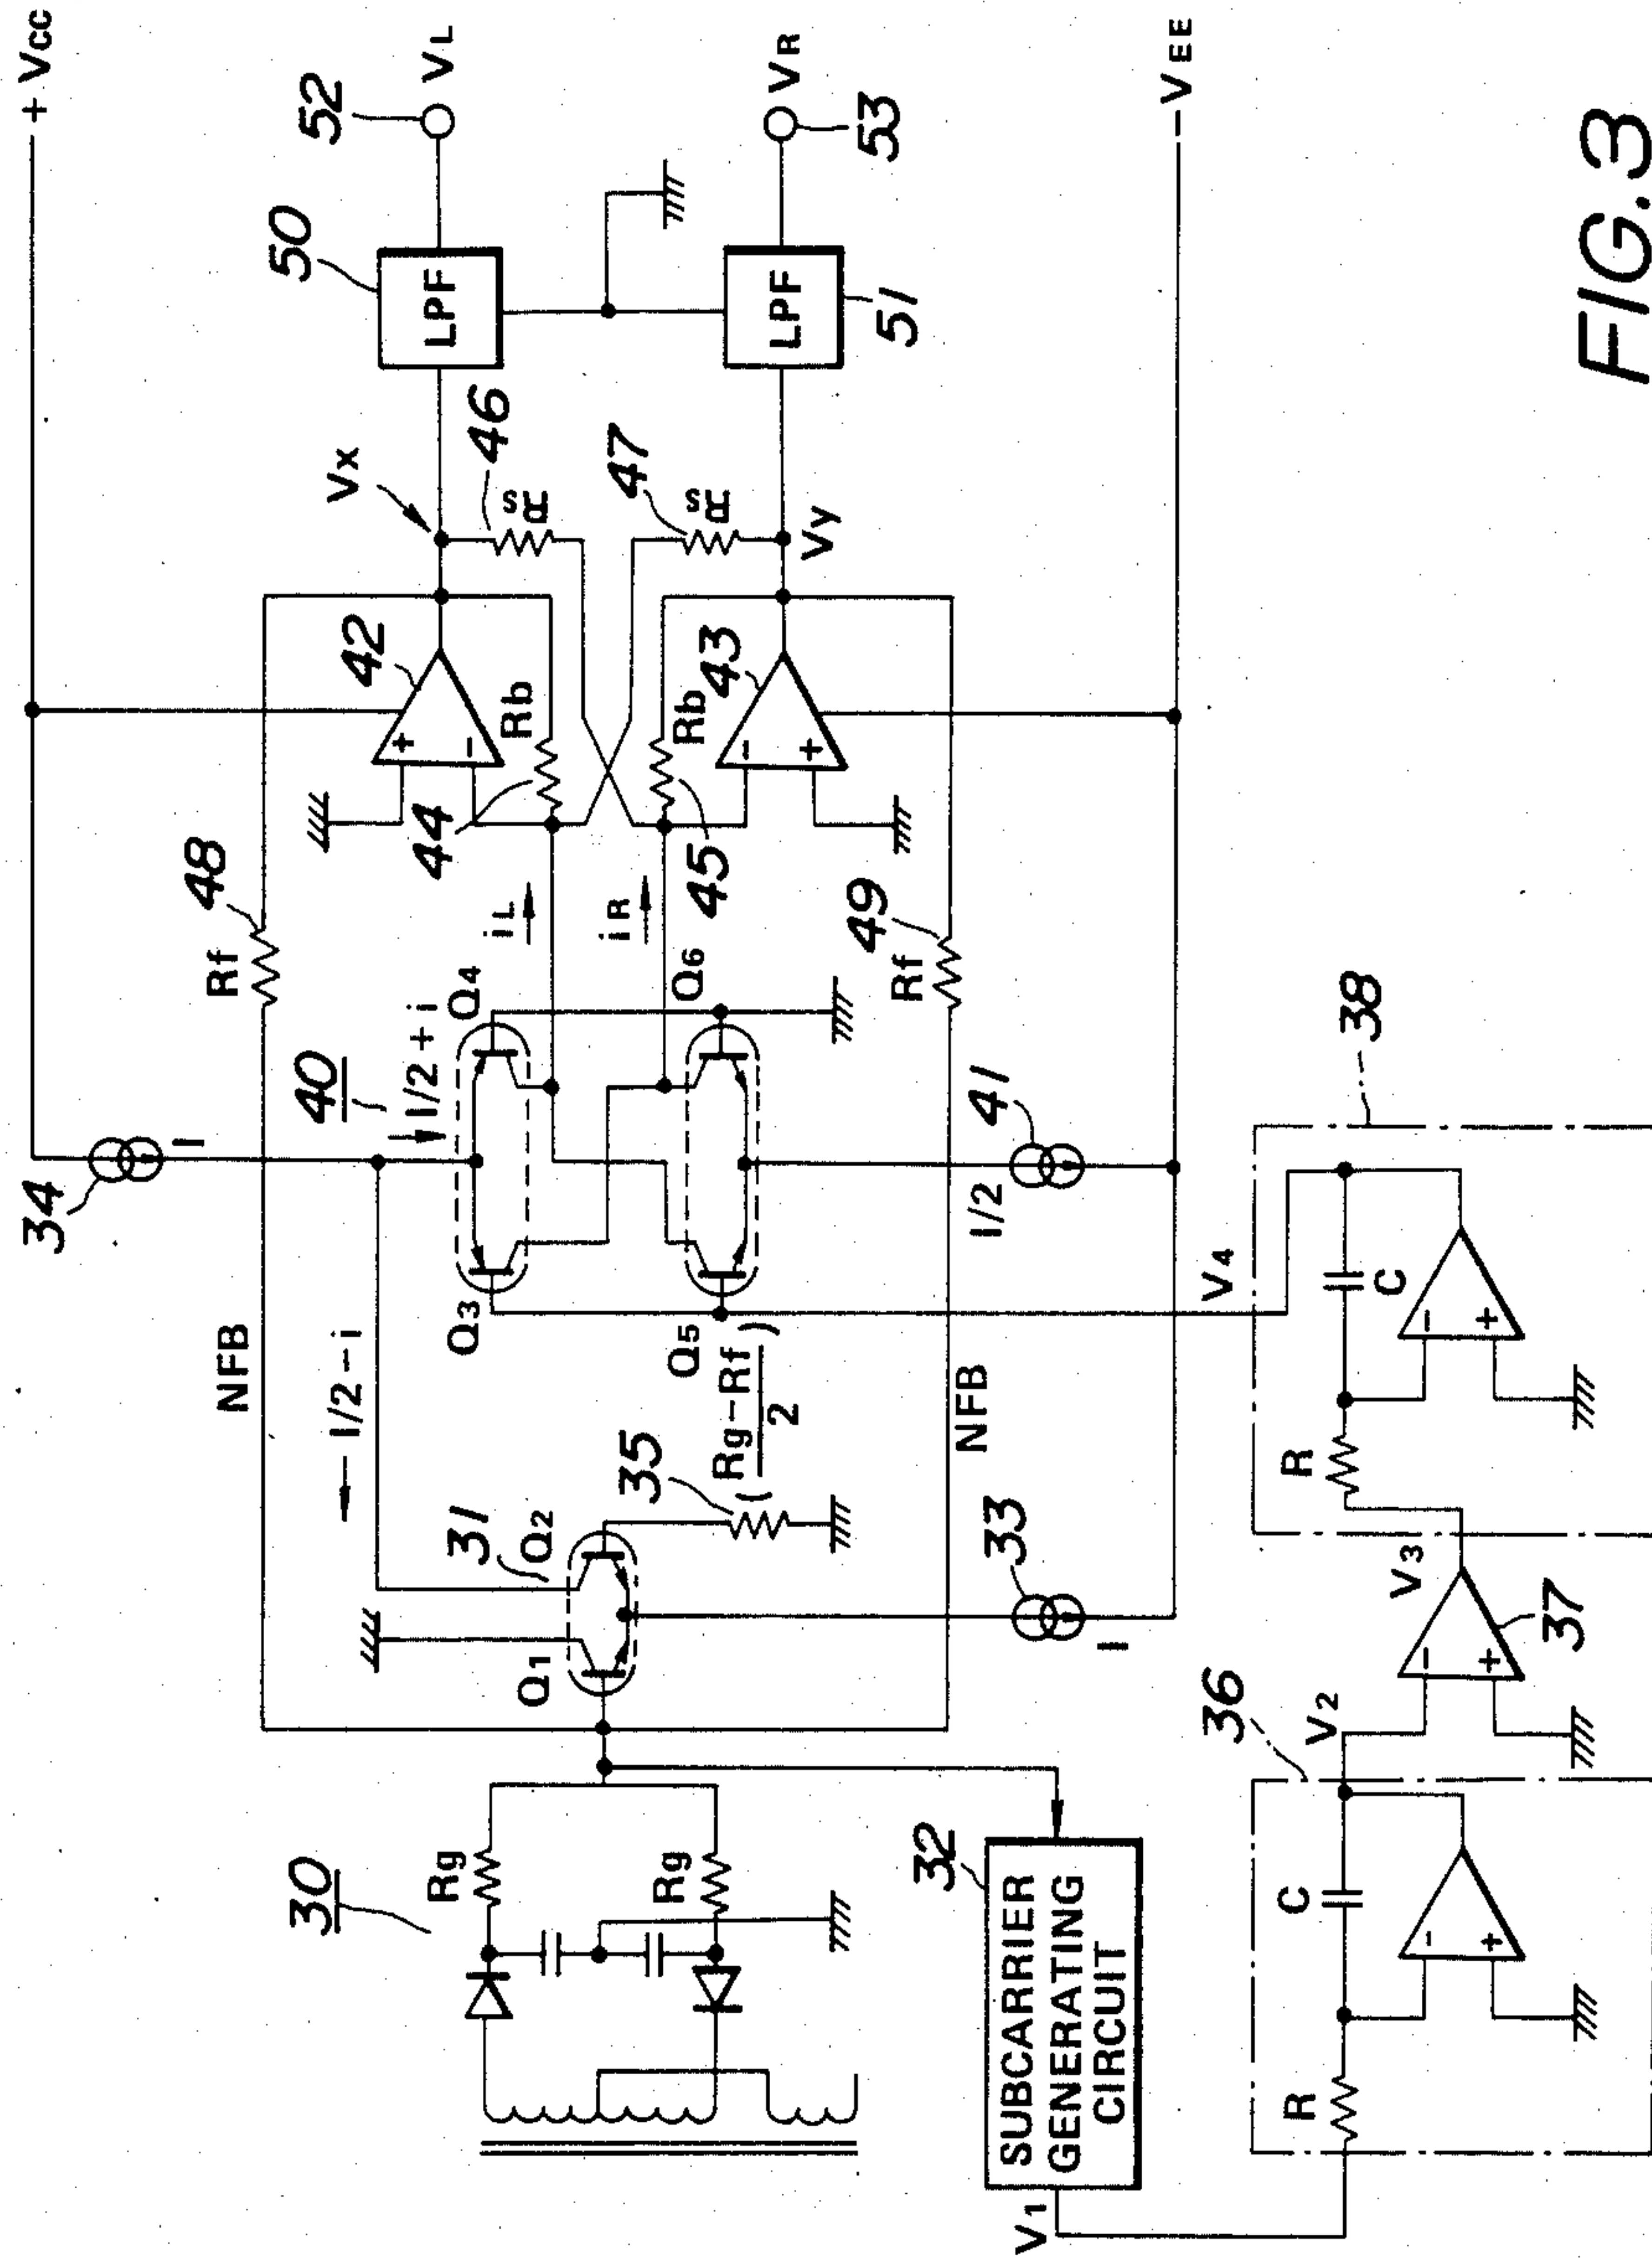 + Vcc
34
I
48
Rf
NFB
I/2 - i
40
I/2 + i
Q3
Q4
42
+
-
Vx
50
LPF
52
VL
Rb
44
46
Rs
iL
iR
47
Rs
Q1
31
Q2
35
( Rg-Rf / 2 )
Q5
Q6
45
Rb
43
-
+
Vy
LPF
51
53
VR
30
Rg
Rg
33
I
NFB
Rf
49
I/2
41
-VEE
32
SUBCARRIER
GENERATING
CIRCUIT
V1
36
R
C
-
+
V2
-
+
37
V3
38
R
C
-
+
V4
FIG.3